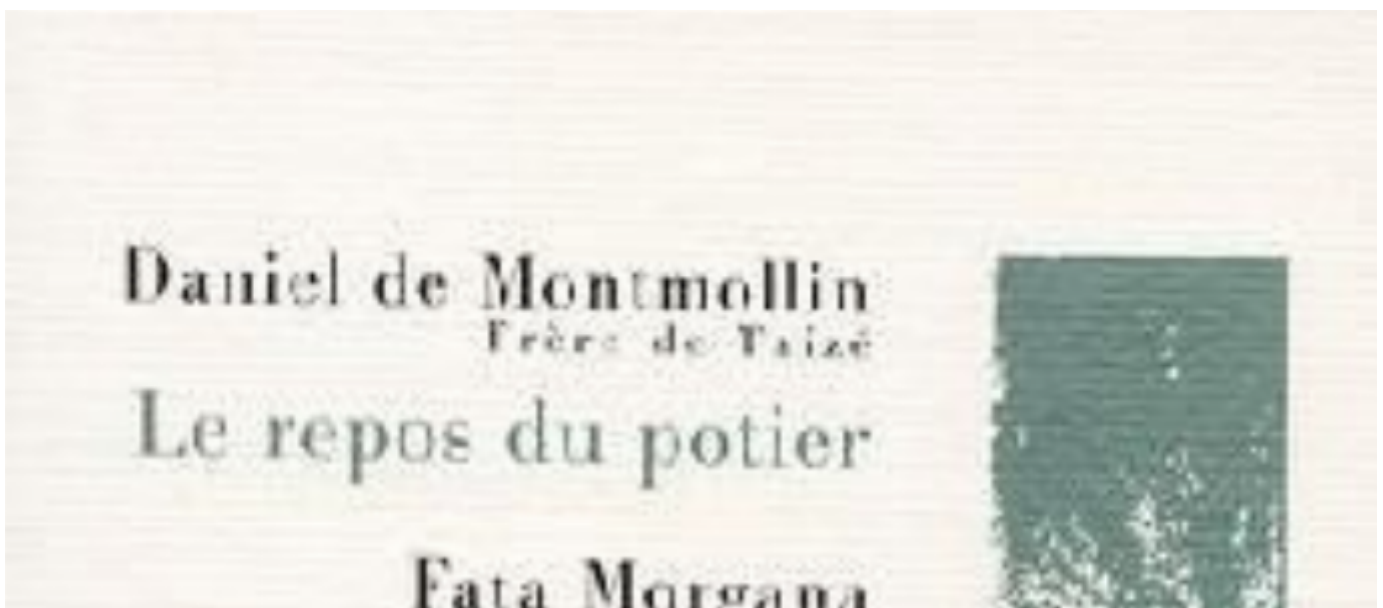 Daniel de Montmollin
Frère de Taizé
Le repos du potier
Fata Morgana